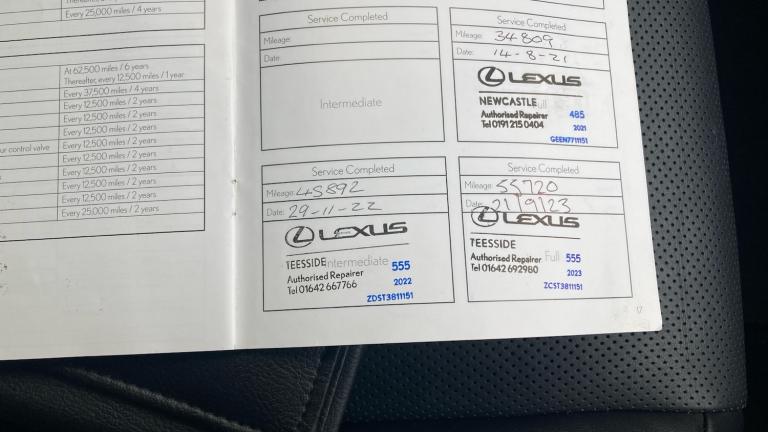 Every 25,000 miles / 4 years
At 62,500 miles / 6 years
Thereafter, every 12,500 miles / 1 year
Every 37,500 miles / 4 years
Every 12,500 miles / 2 years
Every 12,500 miles / 2 years
Every 12,500 miles / 2 years
Every 12,500 miles / 2 years
ur control valve
Every 12,500 miles / 2 years
Every 12,500 miles / 2 years
Every 12,500 miles / 2 years
Every 12,500 miles / 2 years
Every 25,000 miles / 2 years
Service Completed
Mileage:
Date:
Intermediate
Service Completed
Mileage: 34809
Date: 14-8-21
LEXUS
NEWCASTLE Full
Authorised Repairer 485
Tel 0191 215 0404 2021
GEEN7711151
Service Completed
Mileage: 45892
Date: 29-11-22
LEXUS
TEESSIDE Intermediate
Authorised Repairer 555
Tel 01642 667766 2022
ZDST3811151
Service Completed
Mileage: 55720
Date: 21/9/23
LEXUS
TEESSIDE
Authorised Repairer Full 555
Tel 01642 692980 2023
ZCST3811151
17